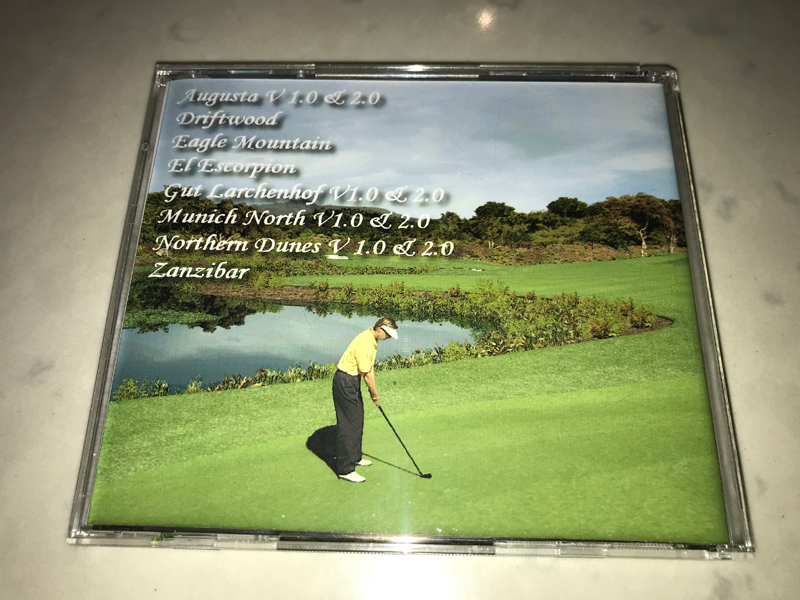 Augusta V 1.0 & 2.0
Driftwood
Eagle Mountain
El Escorpion
Gut Larchenhof V1.0 & 2.0
Munich North V1.0 & 2.0
Northern Dunes V 1.0 & 2.0
Zanzibar